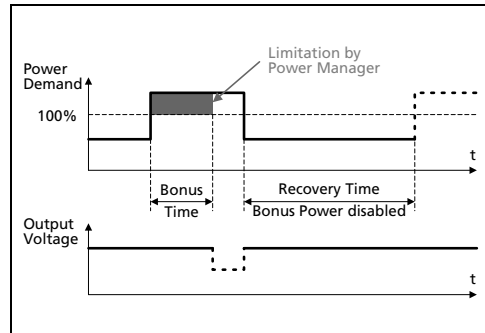 Limitation by
Power Manager
Power
Demand
100%
t
Bonus
Time
Recovery Time
Bonus Power disabled
Output
Voltage
t